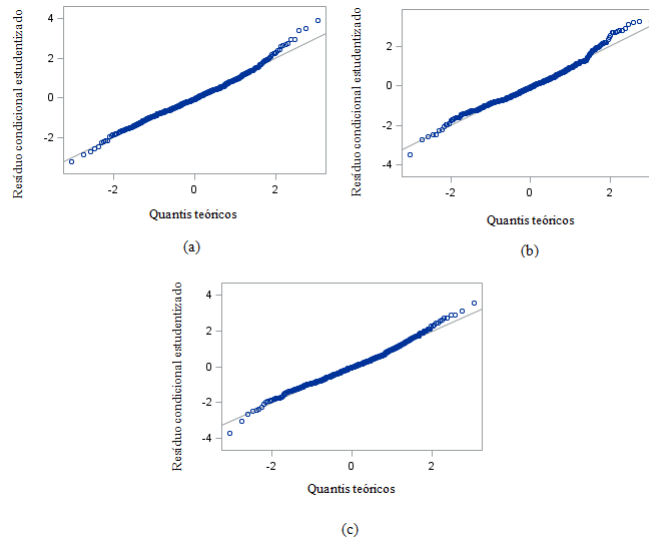 Resíduo condicional estudentizado
4
2
0
-2
-2
0
2
Quantis teóricos
(a)
Resíduo condicional estudentizado
2
0
-2
-4
-2
0
2
Quantis teóricos
(b)
Resíduo condicional estudentizado
4
2
0
-2
-4
-2
0
2
Quantis teóricos
(c)